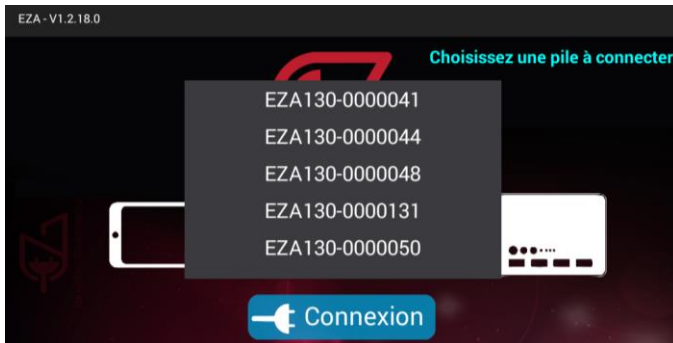 EZA - V1.2.18.0
Choisissez une pile à connecter
EZA130-0000041
EZA130-0000044
EZA130-0000048
EZA130-0000131
EZA130-0000050
Connexion